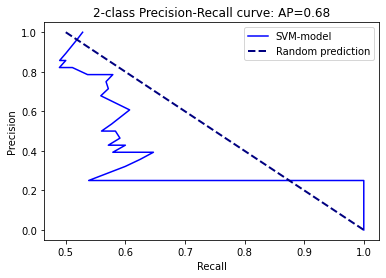 2-class Precision-Recall curve: AP=0.68
SVM-model
Random prediction
Precision
1.0
0.8
0.6
0.4
0.2
0.0
0.5 0.6 0.7 0.8 0.9 1.0
Recall